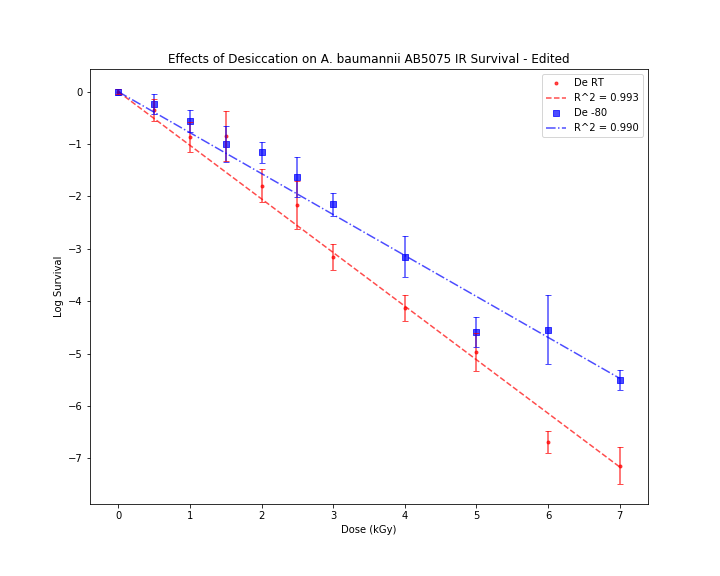 Effects of Desiccation on A. baumannii AB5075 IR Survival - Edited
De RT
R^2 = 0.993
De -80
R^2 = 0.990
Log Survival
0
−1
−2
−3
−4
−5
−6
−7
0 1 2 3 4 5 6 7
Dose (kGy)